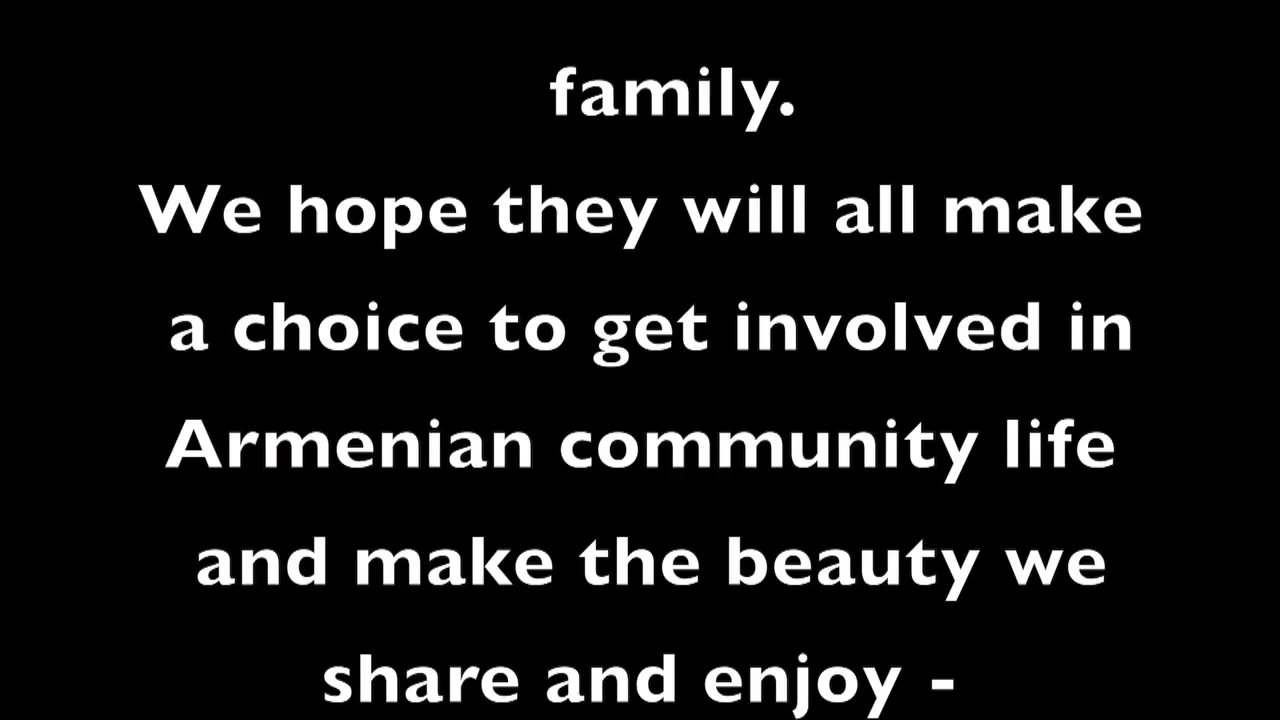 family.
We hope they will all make
a choice to get involved in
Armenian community life
and make the beauty we
share and enjoy -